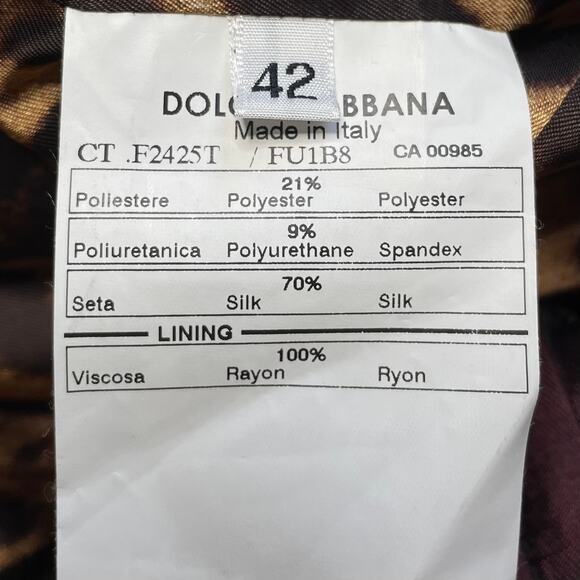 42
DOL BBANA
Made in Italy
CT .F2425T / FU1B8 CA 00985
21%
Poliestere Polyester Polyester
9%
Poliuretanica Polyurethane Spandex
70%
Seta Silk Silk
LINING
100%
Viscosa Rayon Ryon